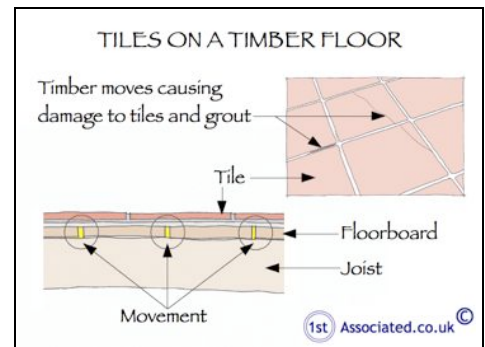 TILES ON A TIMBER FLOOR
Timber moves causing
damage to tiles and grout
Tile
Floorboard
Joist
Movement
1st Associated.co.uk ©